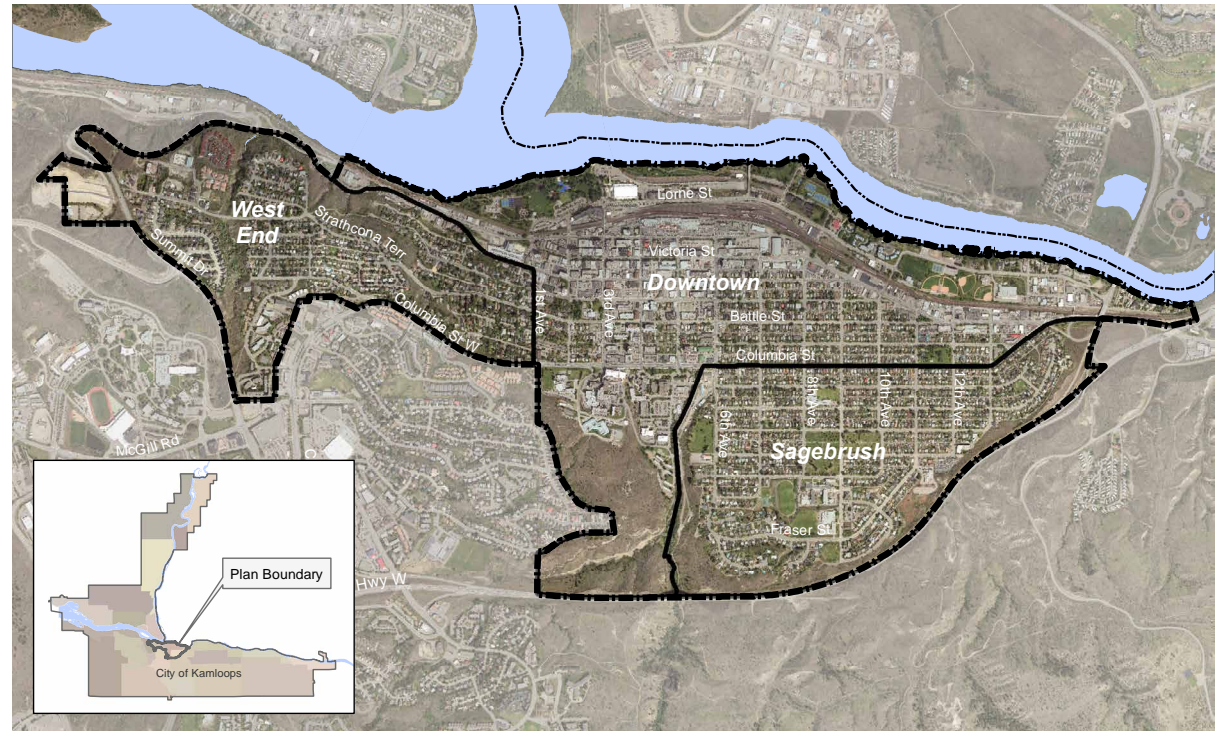 Lorne St
West
End
Strathcona Terr
Victoria St
Summit Dr
Downtown
1st Ave
3rd Ave
Columbia St W
Battle St
Columbia St
6th Ave
8th Ave
10th Ave
12th Ave
McGill Rd
Sagebrush
Fraser St
Plan Boundary
Hwy W
City of Kamloops